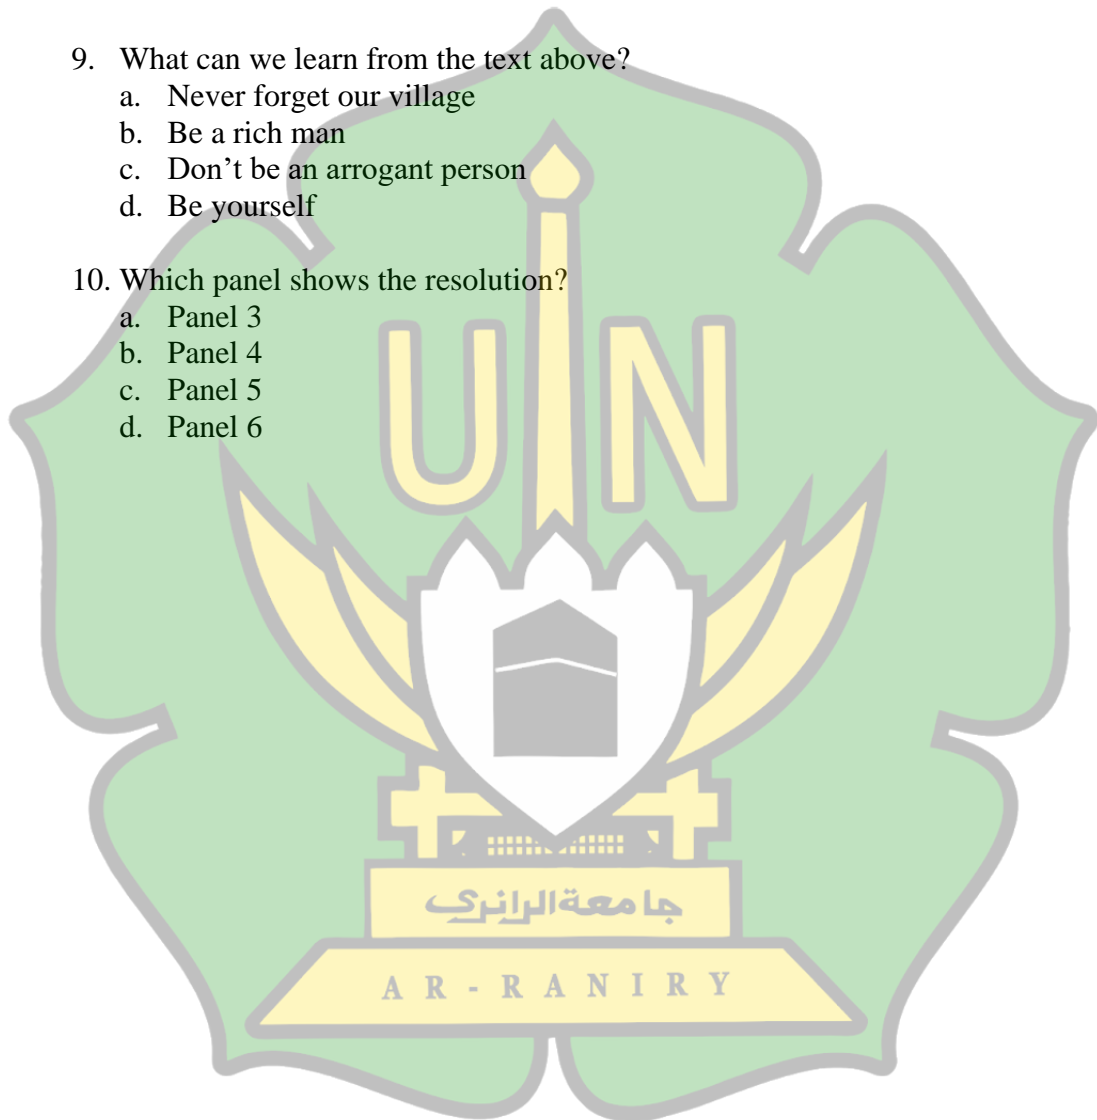 9. What can we learn from the text above?
a. Never forget our village
b. Be a rich man
c. Don’t be an arrogant person
d. Be yourself
10. Which panel shows the resolution?
a. Panel 3
b. Panel 4
c. Panel 5
d. Panel 6
UIN
جامعة الرانري
AR-RANIRY